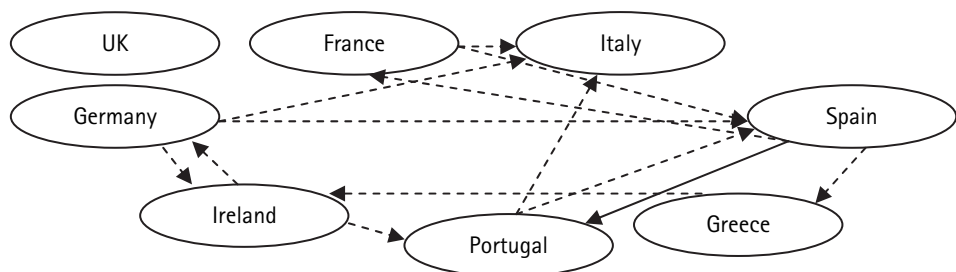 UK
France
Italy
Germany
Spain
Ireland
Portugal
Greece